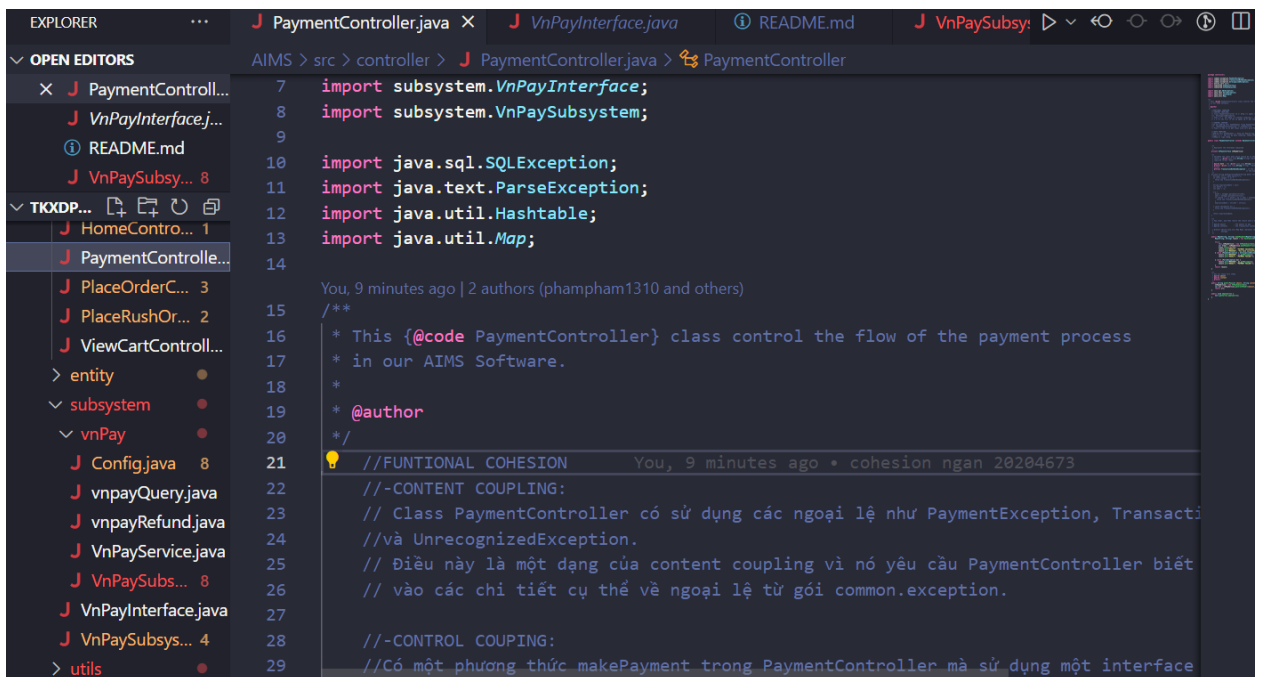 EXPLORER ···
OPEN EDITORS
PaymentControll...
VnPayInterface.j...
README.md
VnPaySubsy... 8
TKXDP...
HomeContro... 1
PaymentControlle...
PlaceOrderC... 3
PlaceRushOr... 2
ViewCartControll...
entity
subsystem
vnPay
Config.java 8
vnpayQuery.java
vnpayRefund.java
VnPayService.java
VnPaySubs... 8
VnPayInterface.java
VnPaySubsys... 4
utils
PaymentController.java VnPayInterface.java README.md VnPaySubsy
AIMS > src > controller > PaymentController.java > PaymentController
7 import subsystem.VnPayInterface;
8 import subsystem.VnPaySubsystem;
9
10 import java.sql.SQLException;
11 import java.text.ParseException;
12 import java.util.Hashtable;
13 import java.util.Map;
14
You, 9 minutes ago | 2 authors (phampham1310 and others)
15 /**
16 * This {@code PaymentController} class control the flow of the payment process
17 * in our AIMS Software.
18 *
19 * @author
20 */
21 //FUNTIONAL COHESION You, 9 minutes ago • cohesion ngan 20204673
22 //-CONTENT COUPLING:
23 // Class PaymentController có sử dụng các ngoại lệ như PaymentException, Transacti
24 //và UnrecognizedException.
25 // Điều này là một dạng của content coupling vì nó yêu cầu PaymentController biết
26 // vào các chi tiết cụ thể về ngoại lệ từ gói common.exception.
27
28 //-CONTROL COUPING:
29 //Có một phương thức makePayment trong PaymentController mà sử dụng một interface